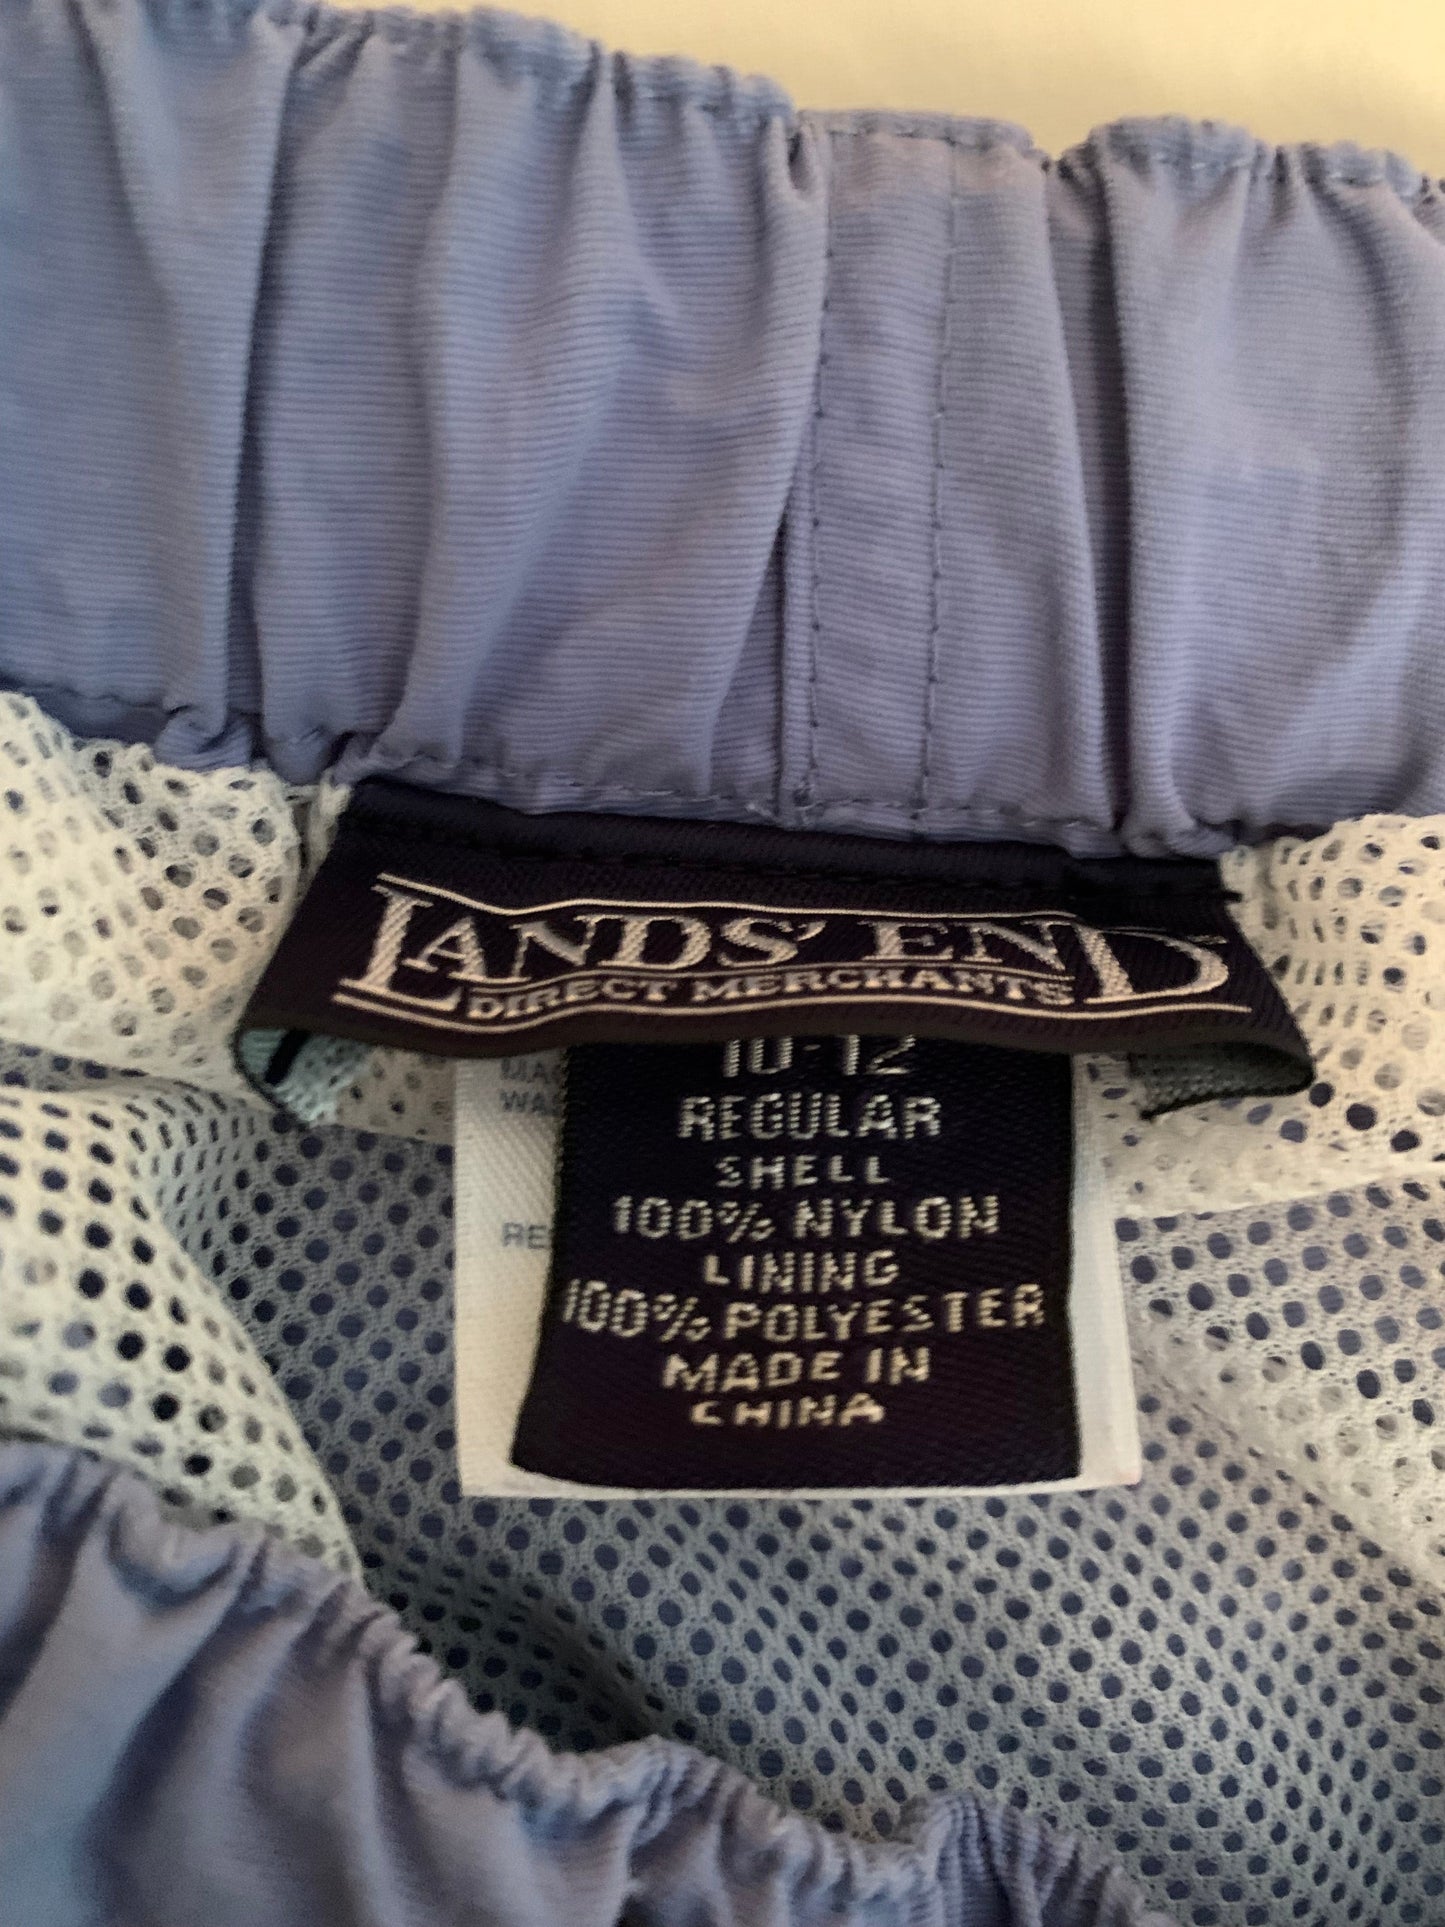 LANDS' END
DIRECT MERCHANTS
10-12
REGULAR
SHELL
100% NYLON
LINING
100% POLYESTER
MADE IN
CHINA